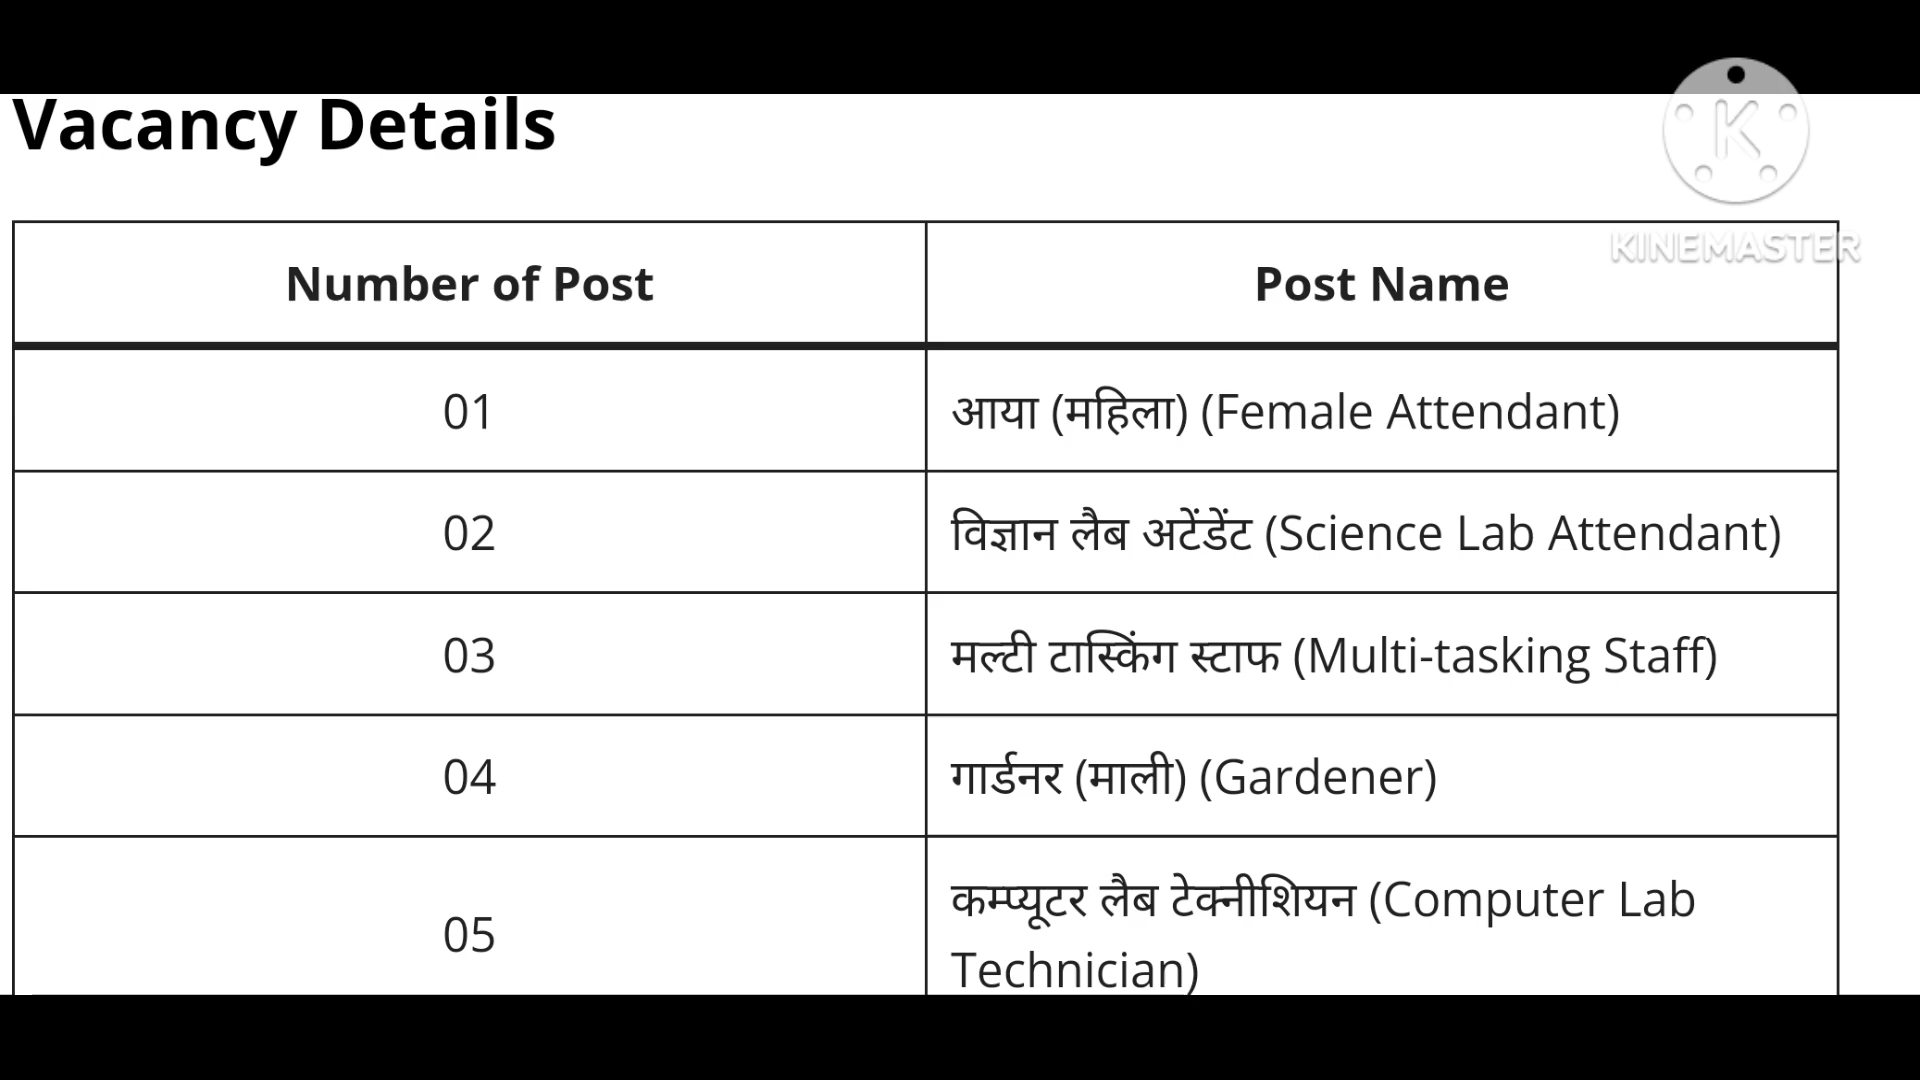 Vacancy Details
K
KINEMASTER
Number of Post
Post Name
01
आया (महिला) (Female Attendant)
02
विज्ञान लैब अटेंडेंट (Science Lab Attendant)
03
मल्टी टास्किंग स्टाफ (Multi-tasking Staff)
04
गार्डनर (माली) (Gardener)
05
कम्प्यूटर लैब टेक्नीशियन (Computer Lab
Technician)